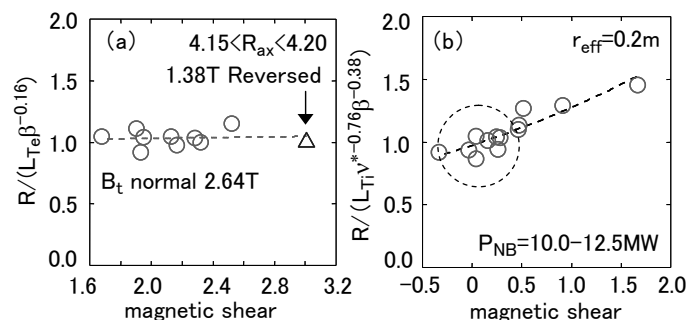 (a)
4.15<R_ax<4.20
1.38T Reversed
B_t normal 2.64T
R/(L_Teβ^−0.16)
2.0
1.5
1.0
0.5
0.0
1.6 2.0 2.4 2.8 3.2
magnetic shear
(b)
r_eff=0.2m
P_NB=10.0−12.5MW
R/(L_Tiν^*−0.76β^−0.38)
2.0
1.5
1.0
0.5
0.0
−0.5 0.0 0.5 1.0 1.5 2.0
magnetic shear